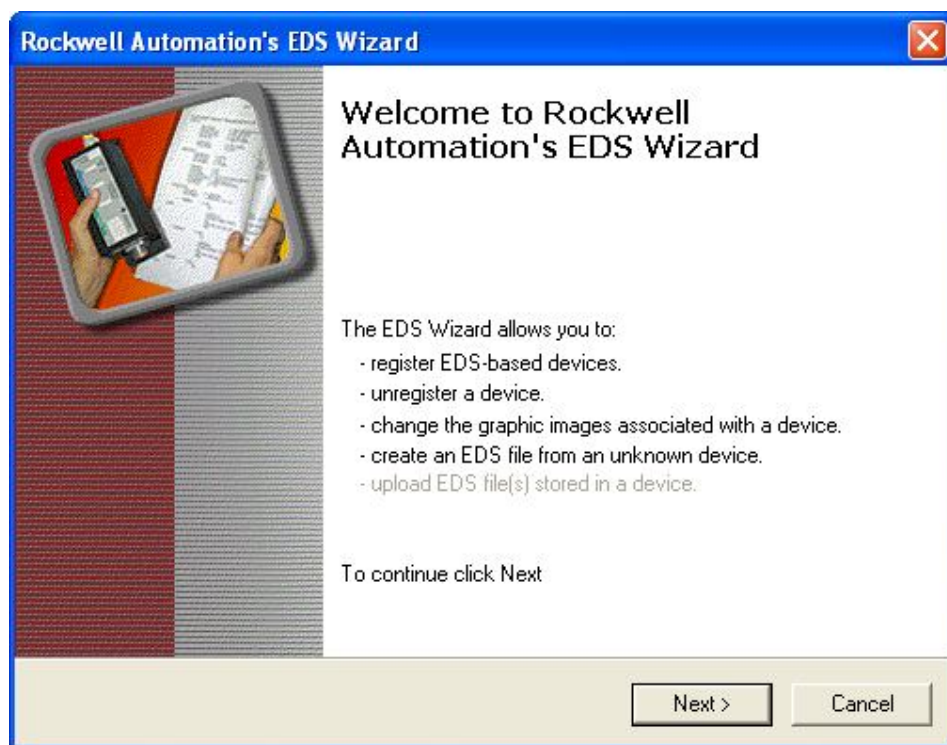 Rockwell Automation's EDS Wizard
Welcome to Rockwell
Automation's EDS Wizard
The EDS Wizard allows you to:
- register EDS-based devices.
- unregister a device.
- change the graphic images associated with a device.
- create an EDS file from an unknown device.
- upload EDS file(s) stored in a device.
To continue click Next
Next >
Cancel